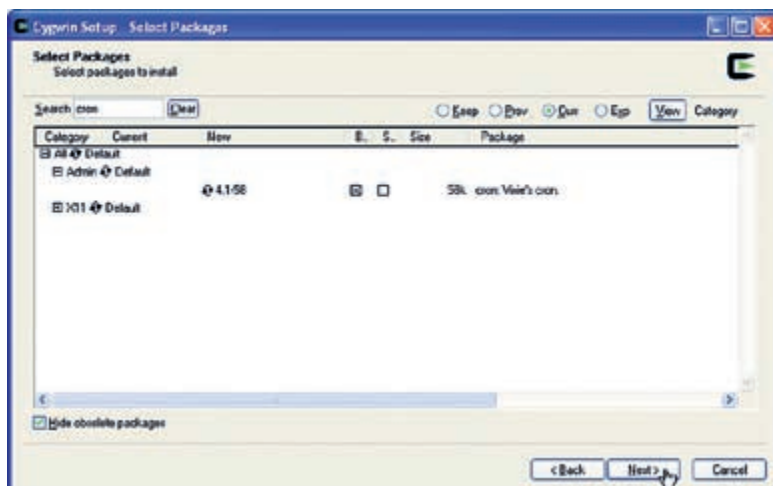 Cygwin Setup - Select Packages
Select Packages
Select packages to install
Search cron Clear Keep Prev Curr Exp View Category
Category Current New B.. S.. Size Package
All Default
Admin Default
4.1-58 58k cron: Vixie's cron
X11 Default
Hide obsolete packages
< Back Next > Cancel